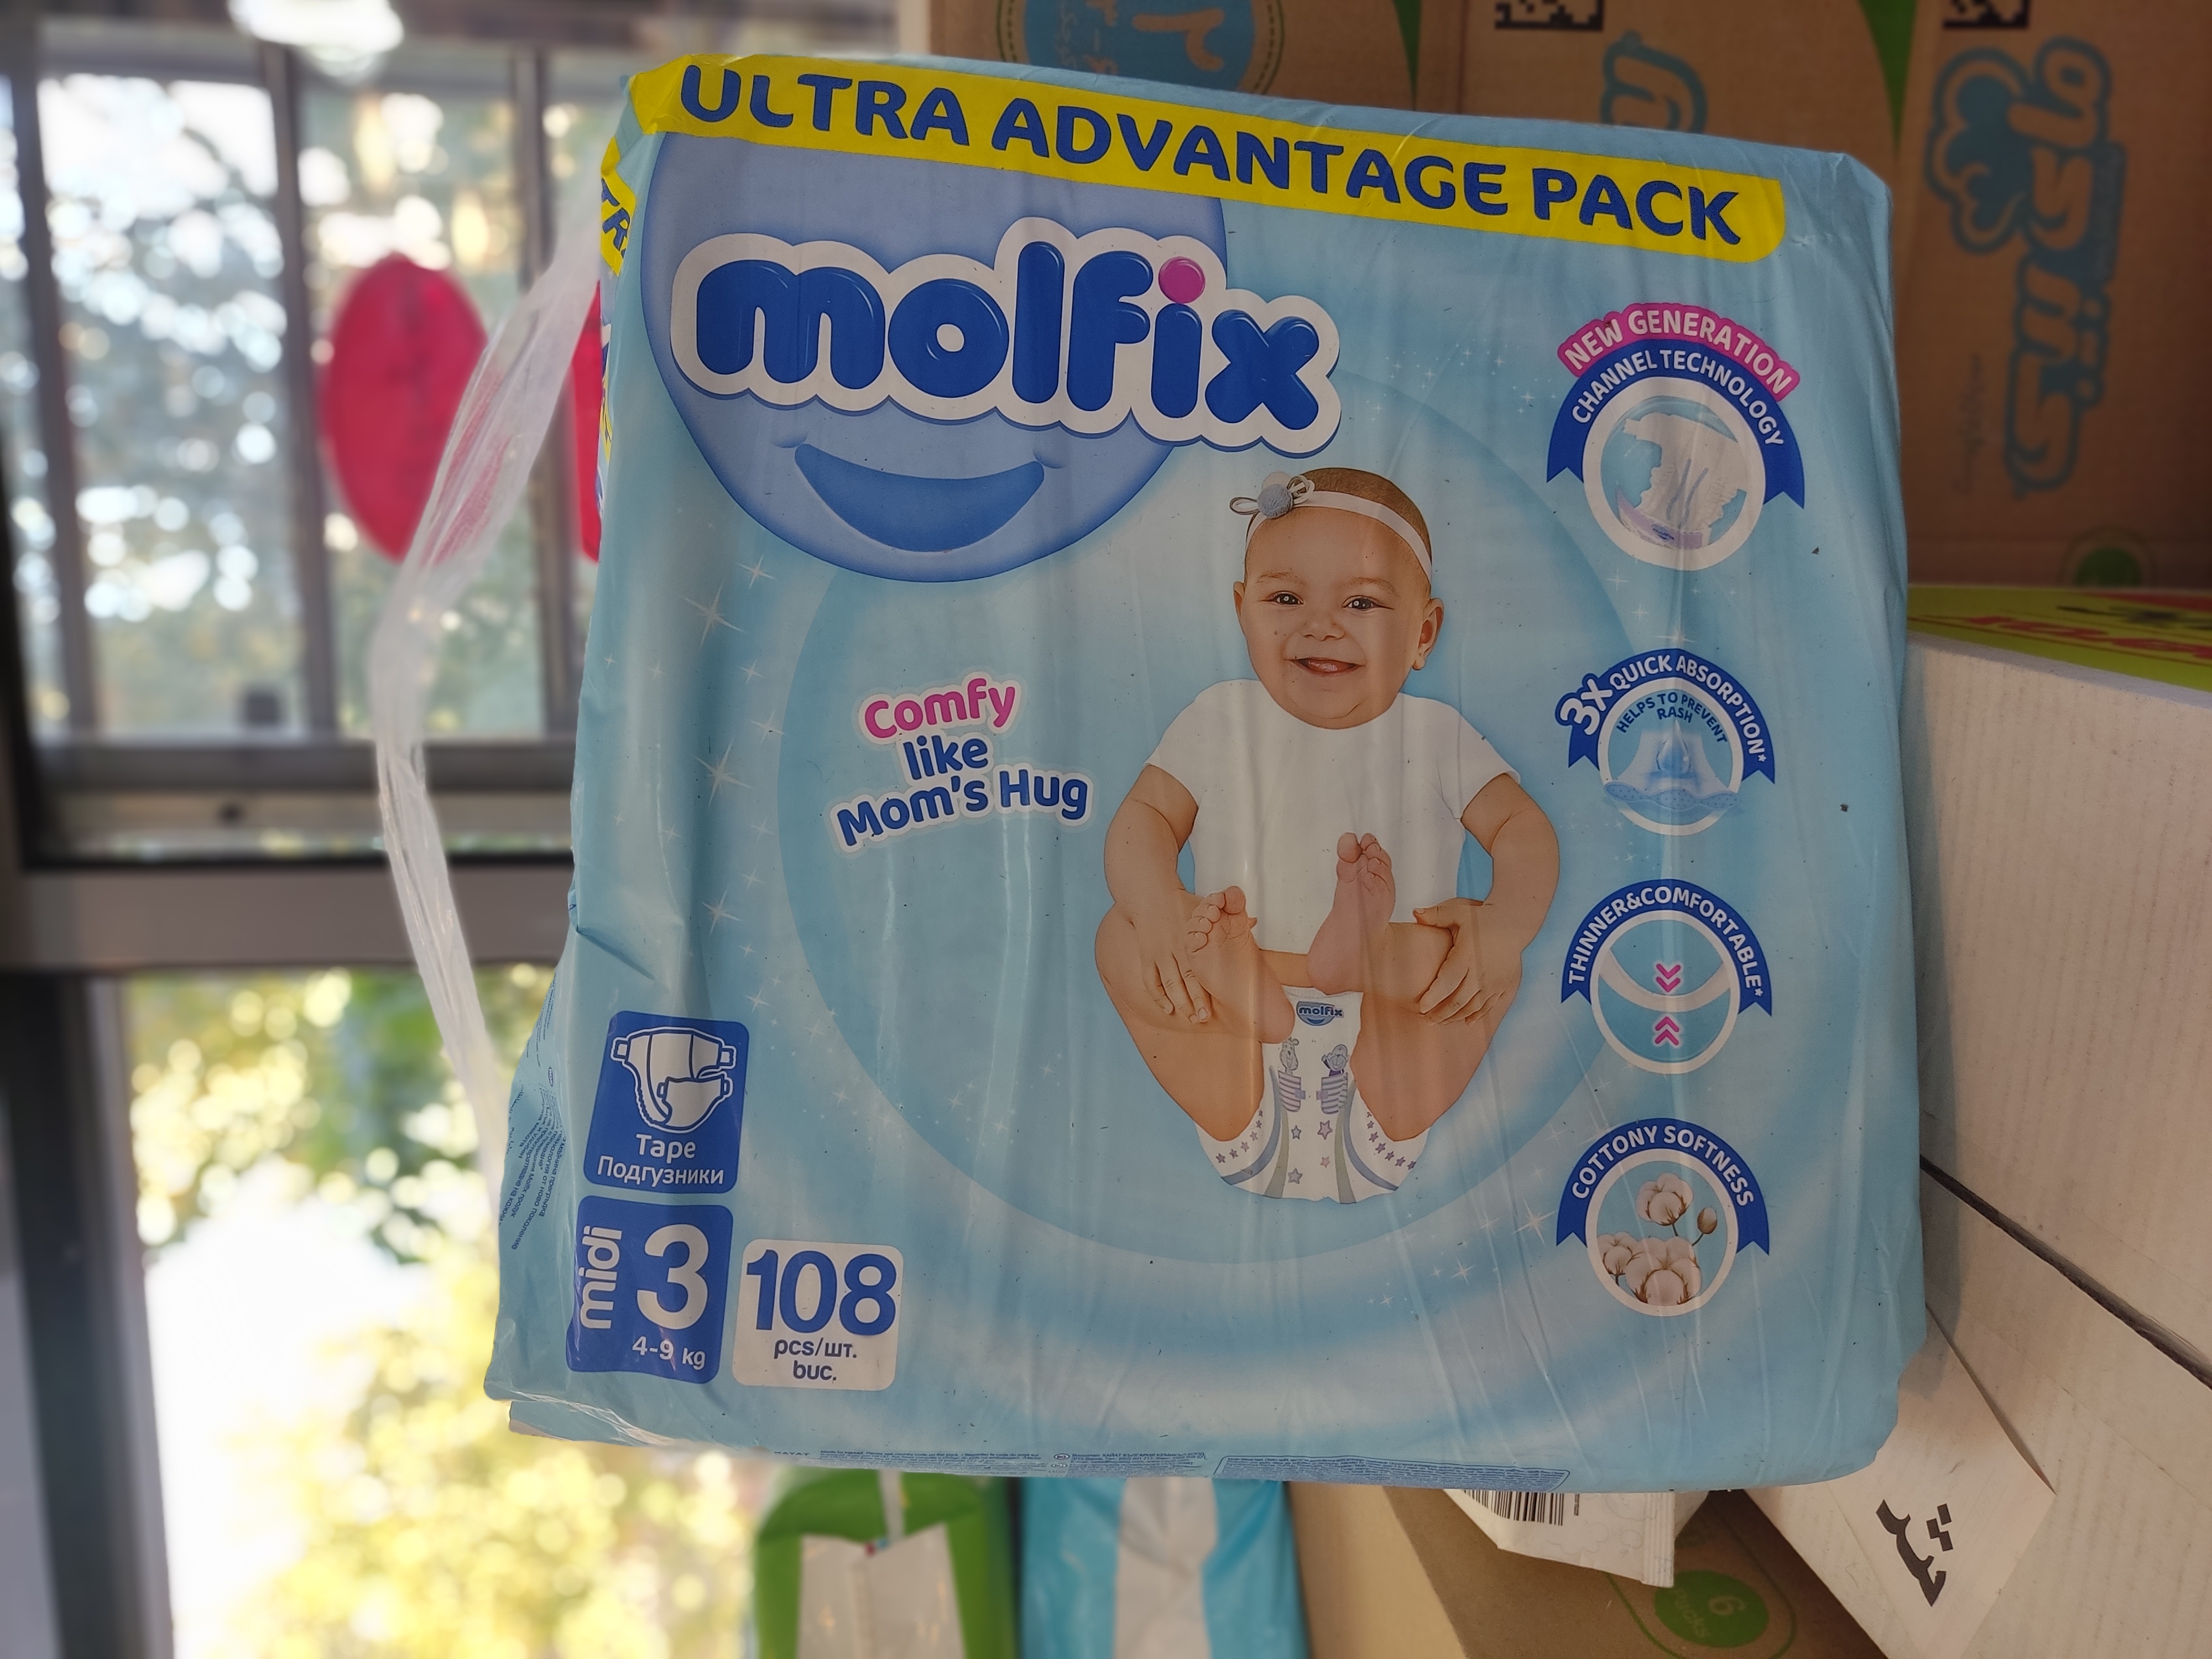 ULTRA ADVANTAGE PACK
molfix
NEW GENERATION
CHANNEL TECHNOLOGY
3X QUICK ABSORPTION*
HELPS TO PREVENT
RASH
Comfy
like
Mom's Hug
THINNER&COMFORTABLE*
molfix
COTTONY SOFTNESS
Tape
Подгузники
midi
3
4-9 kg
108
pcs/шт.
buc.
6